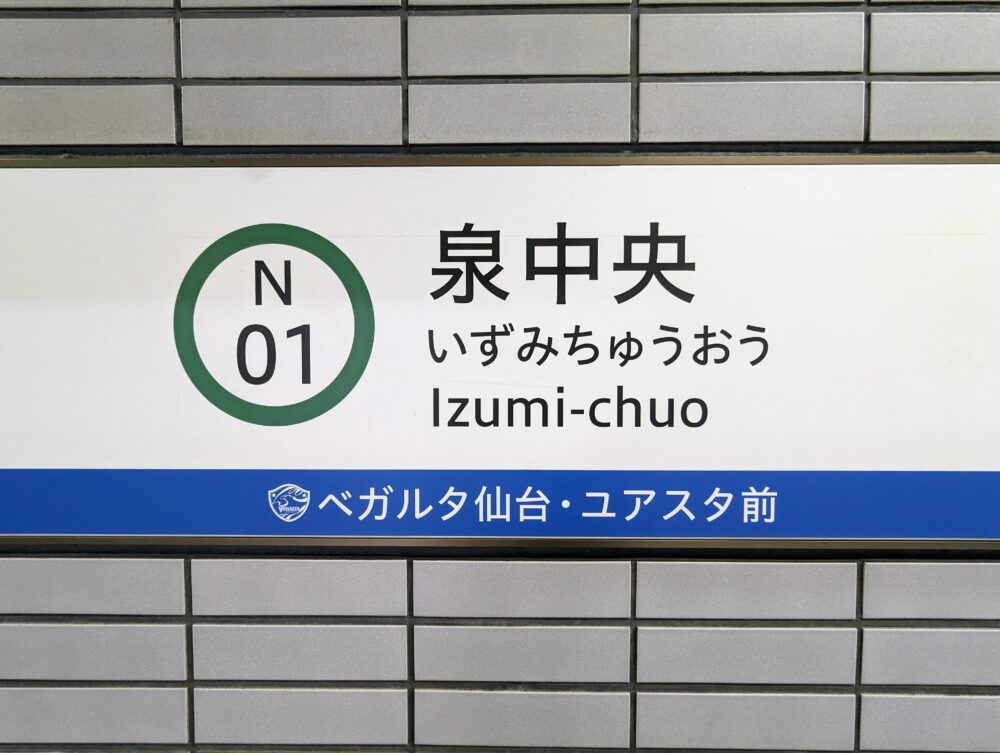 N
01
泉中央
いずみちゅうおう
Izumi-chuo
VEGALTA
ベガルタ仙台・ユアスタ前